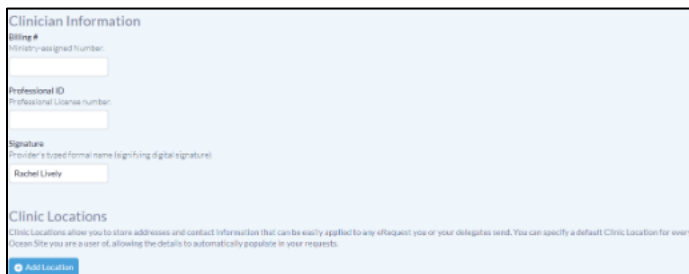 Clinician Information
Billing #
Ministry-assigned Number.
Professional ID
Professional License number.
Signature
Provider's typed formal name (signifying digital signature).
Rachel Lively
Clinic Locations
Clinic Locations allow you to store addresses and contact information that can be easily applied to any eRequest you or your delegates send. You can specify a default Clinic Location for every
Ocean Site you are a user of, allowing the details to automatically populate in your requests.
Add Location